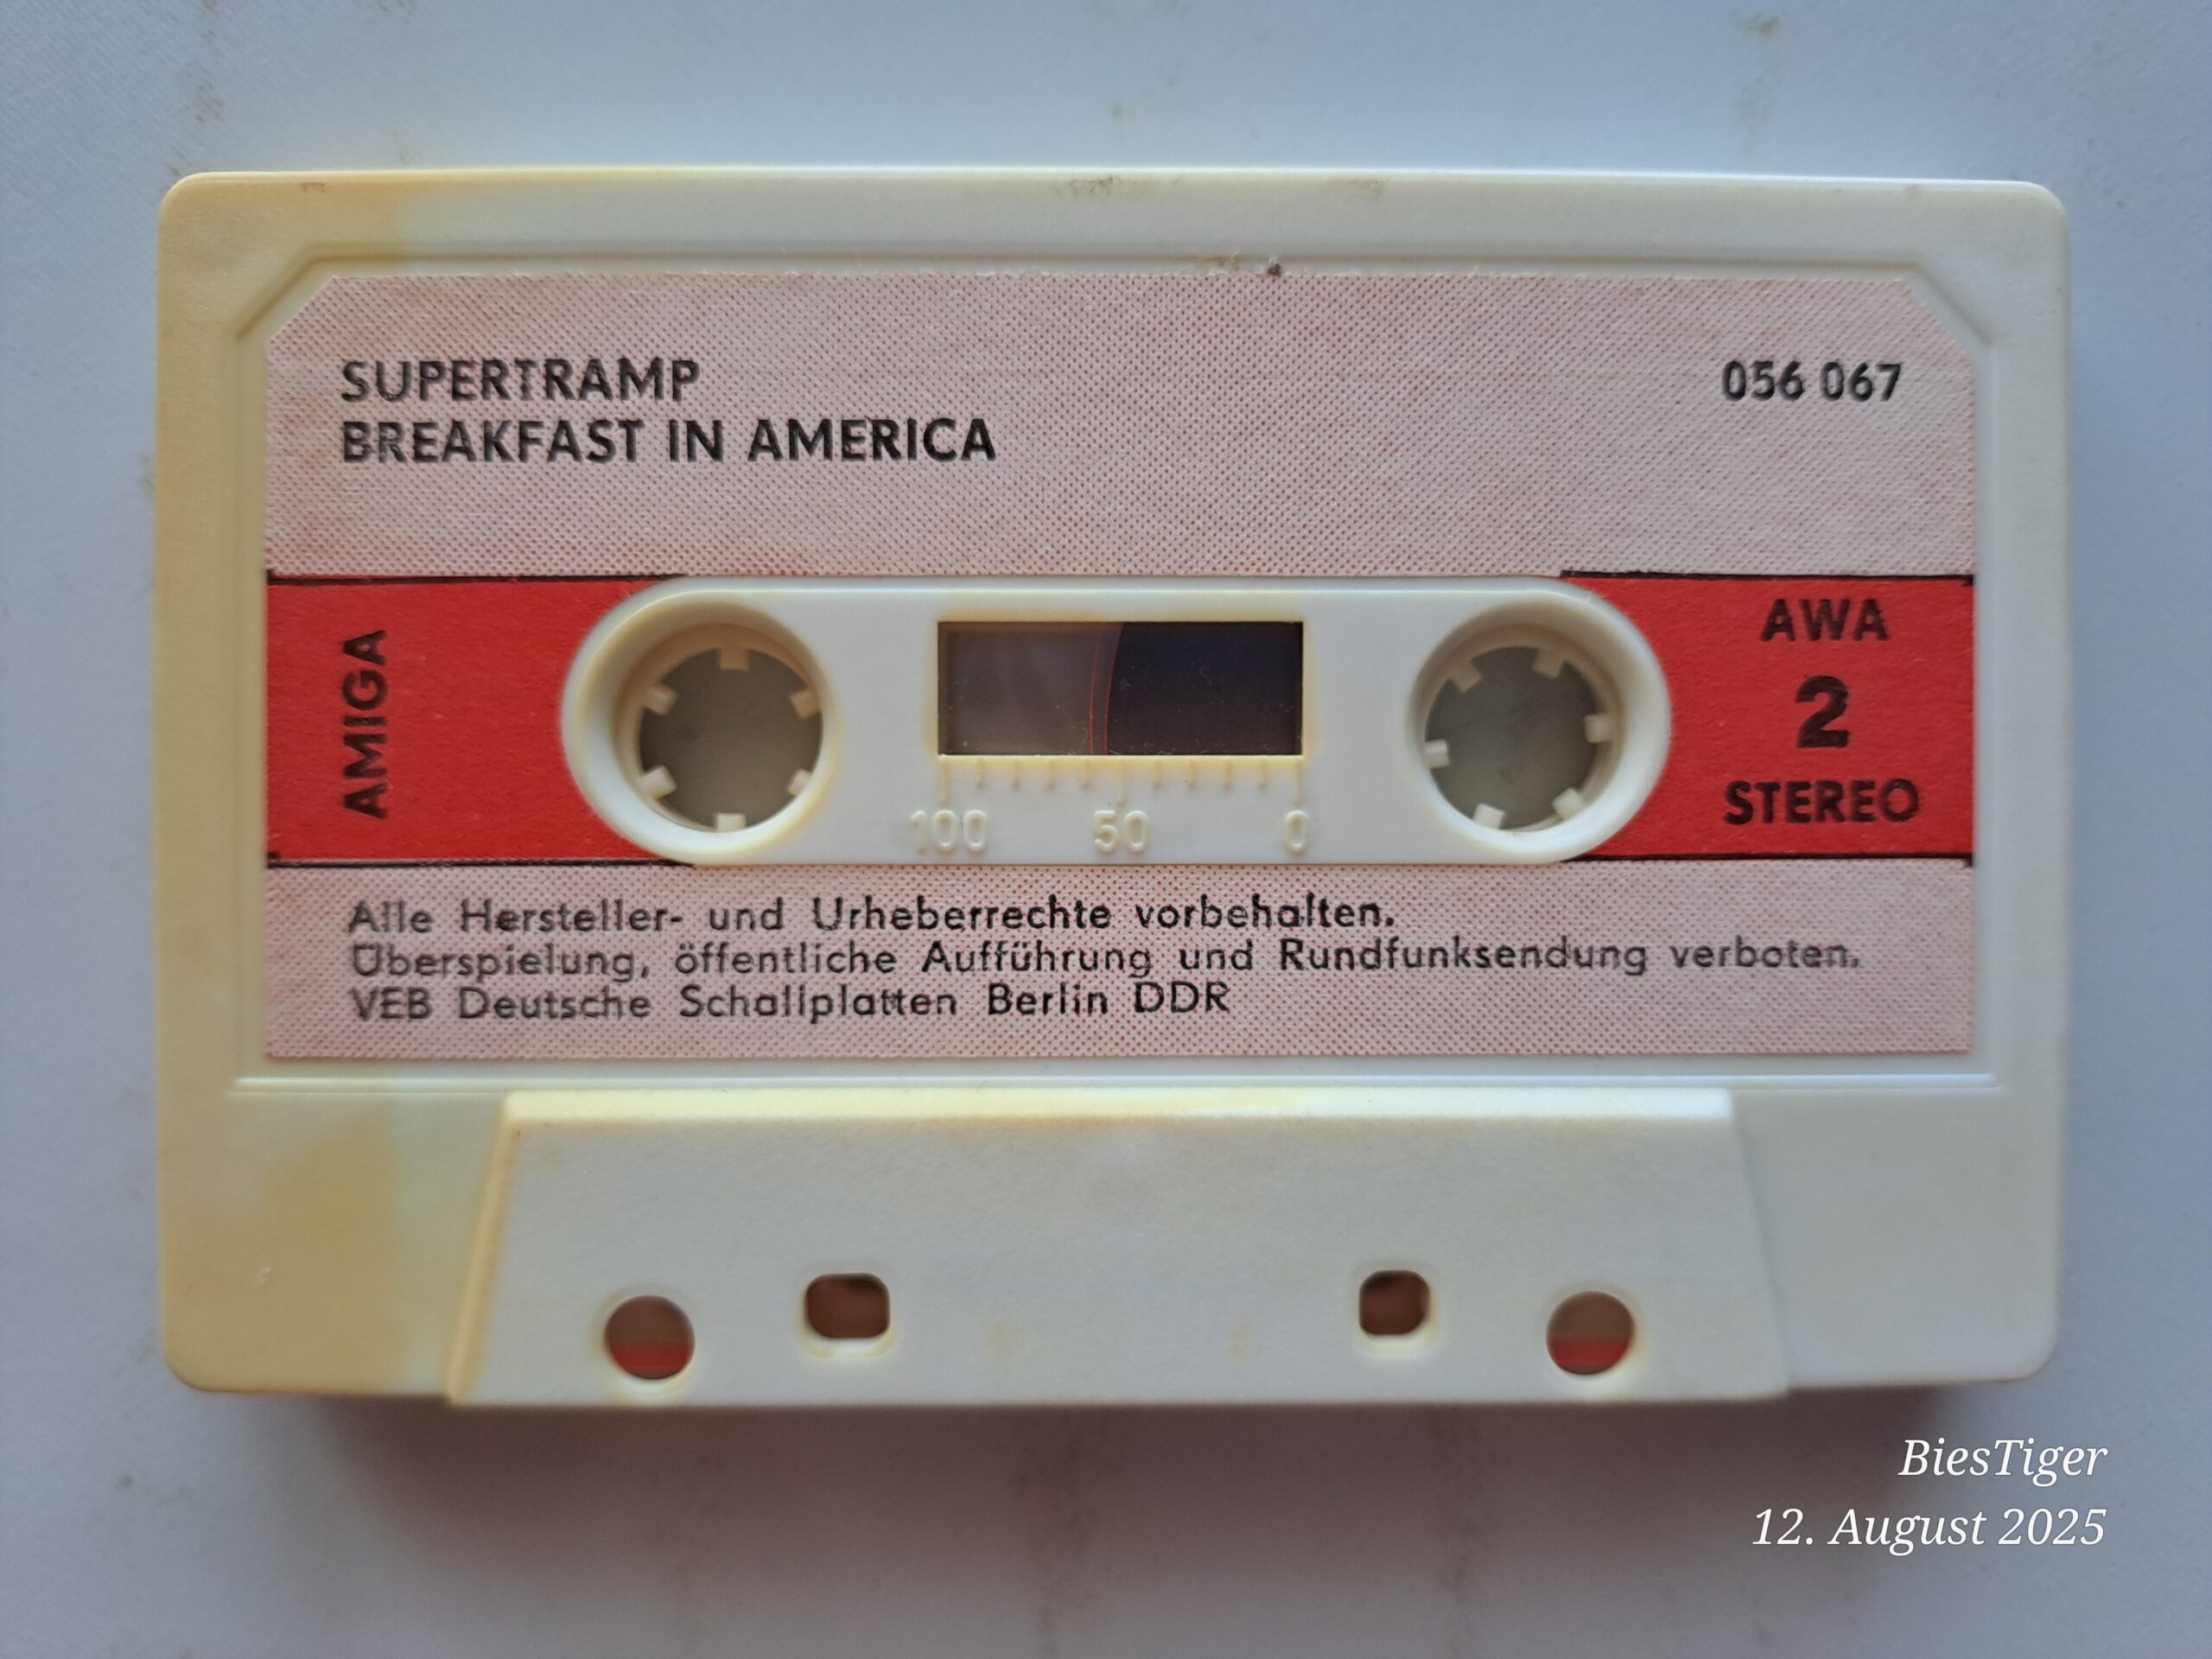 SUPERTRAMP
BREAKFAST IN AMERICA
056 067
AMIGA
AWA
2
STEREO
100 50 0
Alle Hersteller- und Urheberrechte vorbehalten.
Überspielung, öffentliche Aufführung und Rundfunksendung verboten.
VEB Deutsche Schallplatten Berlin DDR
BiesTiger
12. August 2025